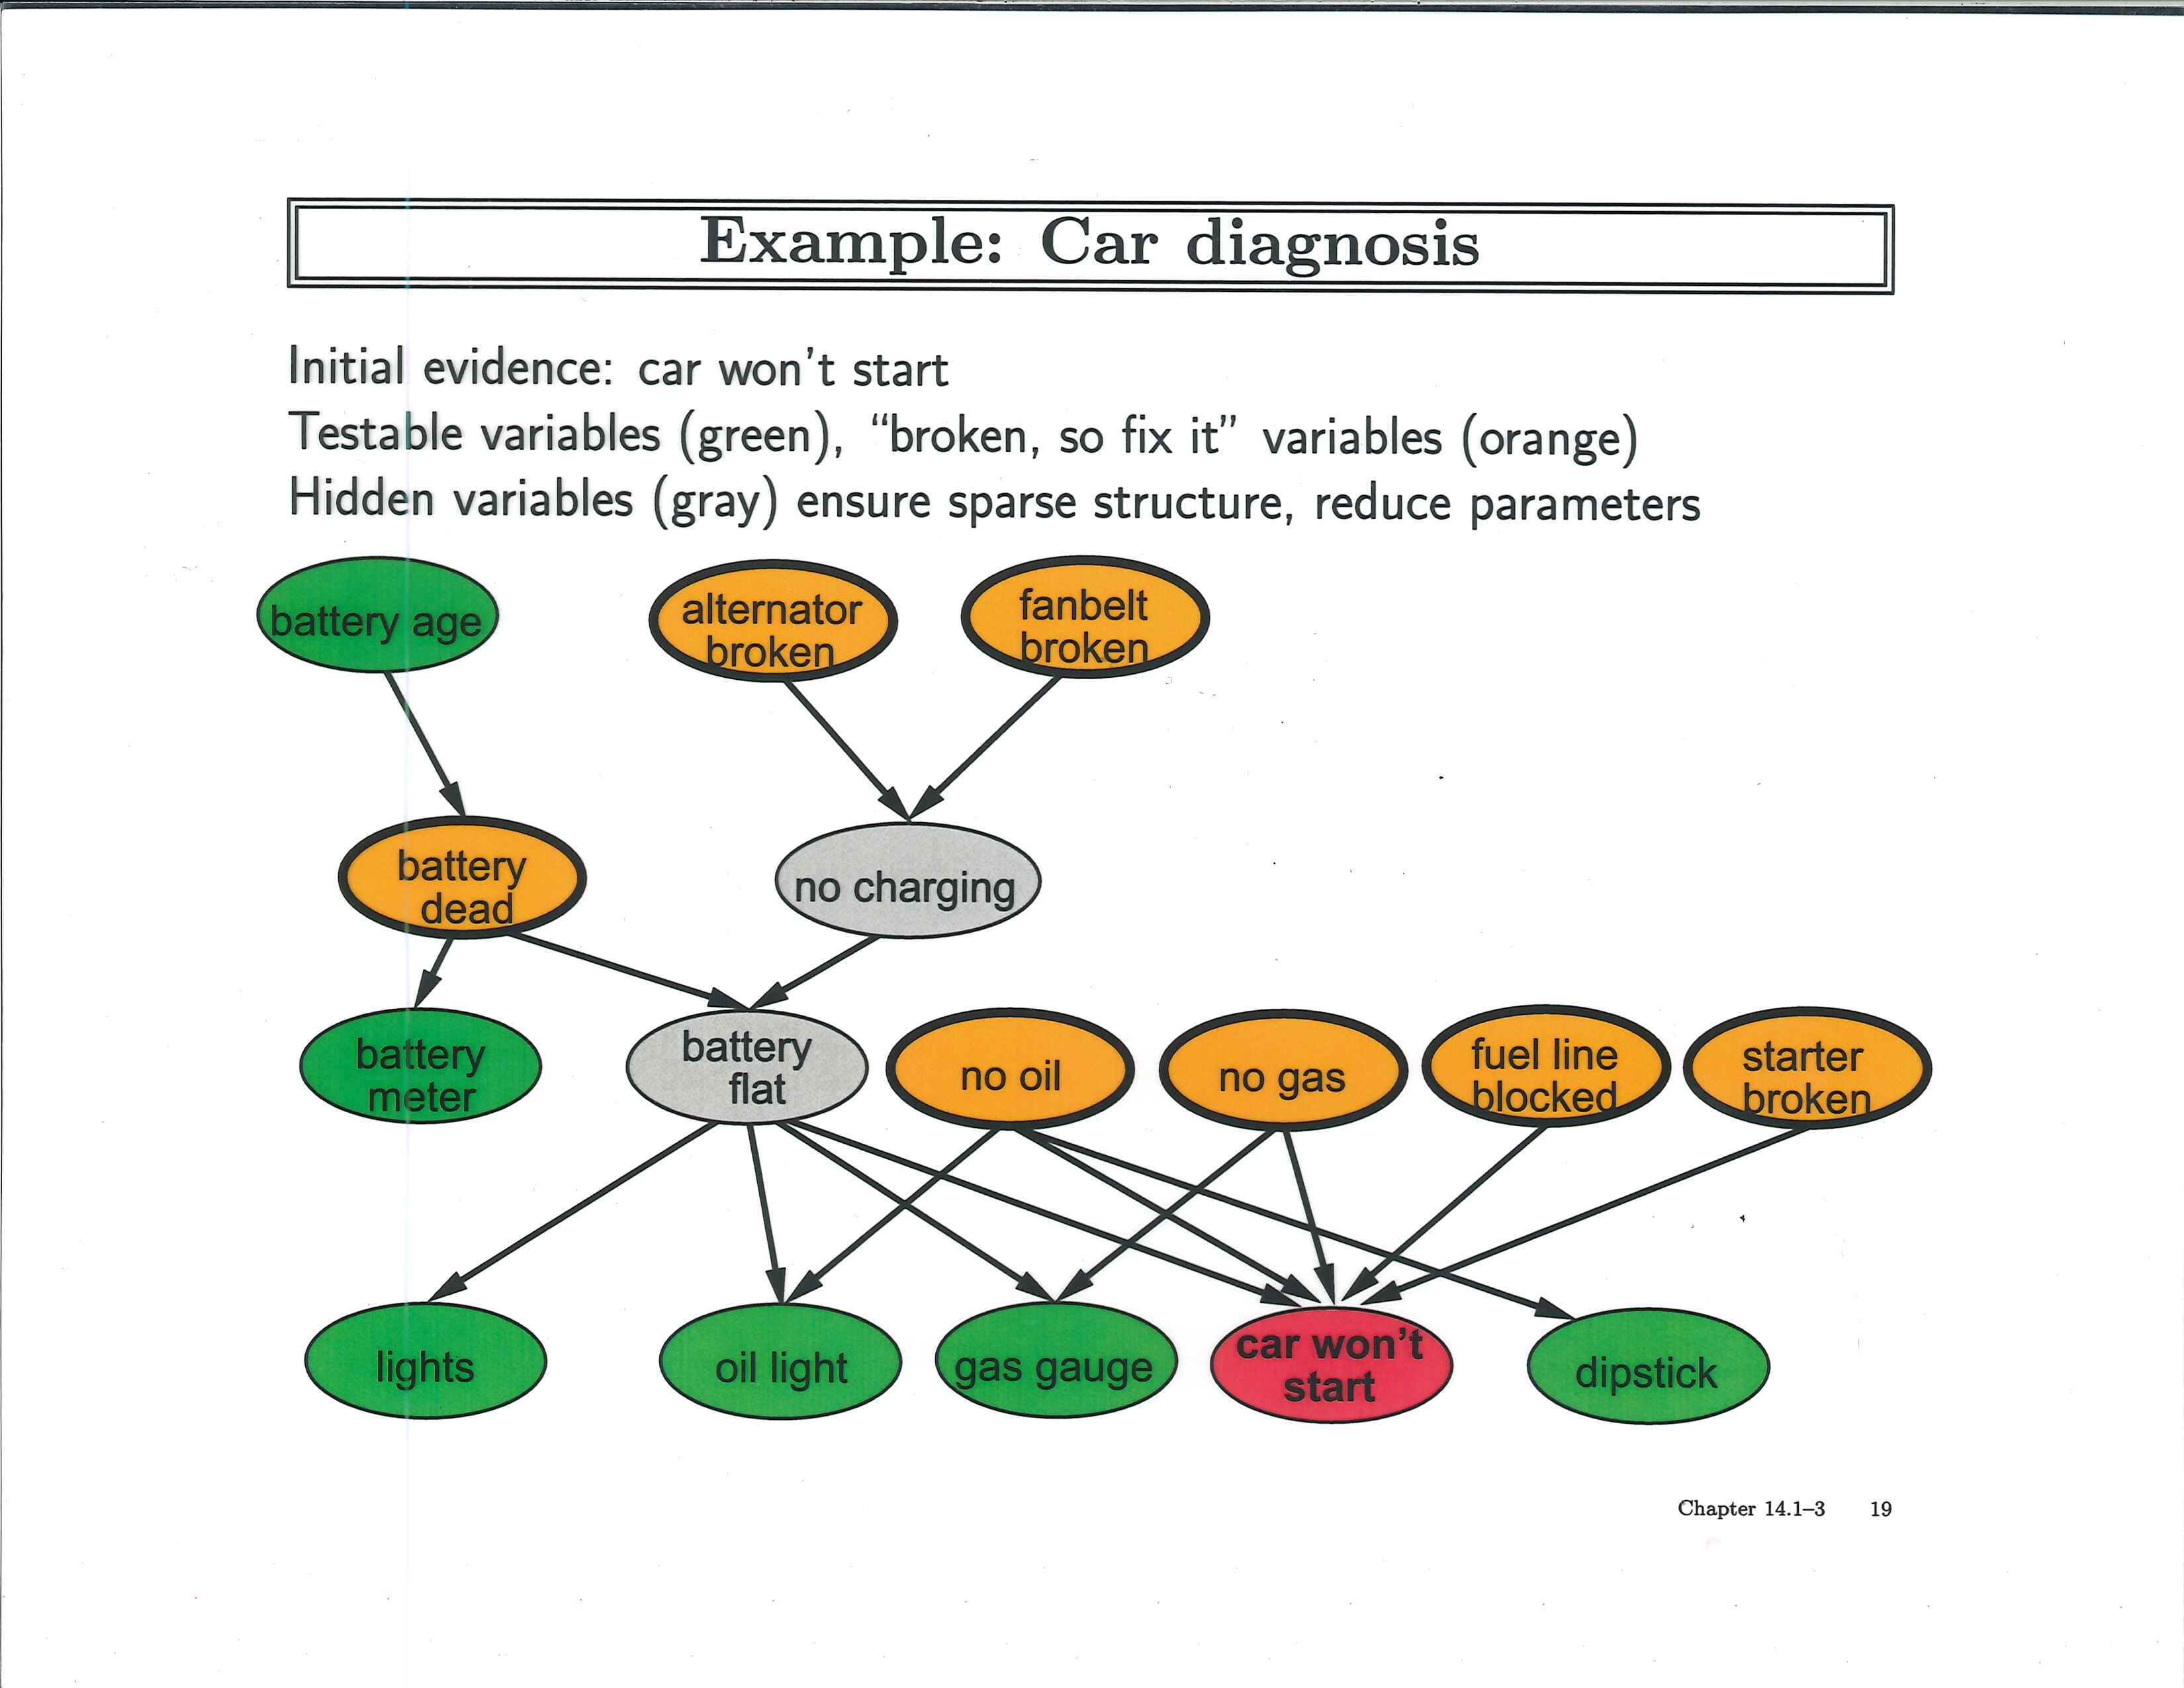 Example: Car diagnosis
Initial evidence: car won't start
Testable variables (green), “broken, so fix it” variables (orange)
Hidden variables (gray) ensure sparse structure, reduce parameters
battery age
alternator
broken
fanbelt
broken
battery
dead
no charging
battery
meter
battery
flat
no oil
no gas
fuel line
blocked
starter
broken
lights
oil light
gas gauge
car won't
start
dipstick
Chapter 14.1–3 19